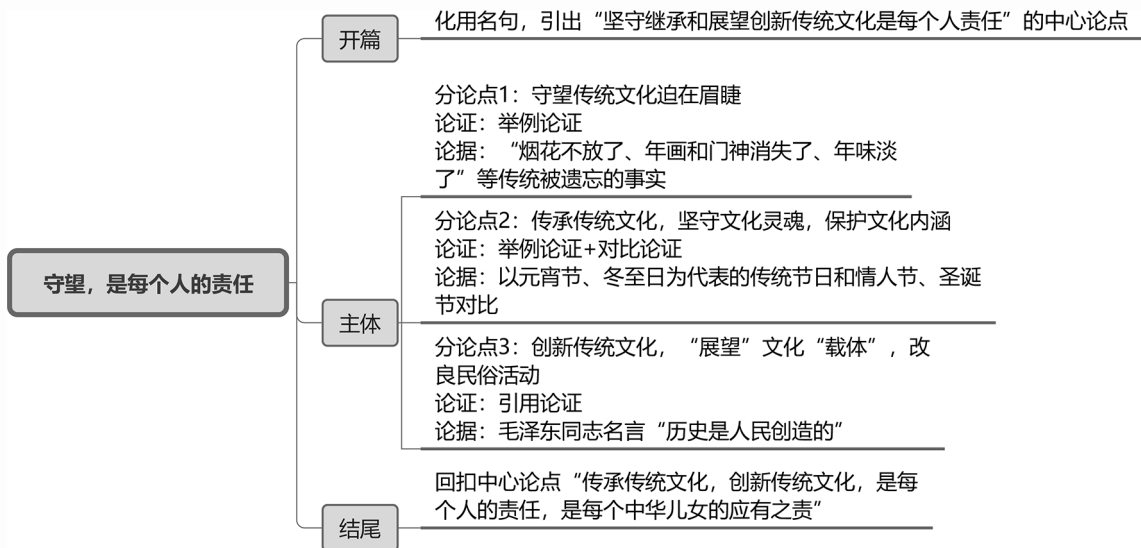 守望，是每个人的责任
开篇
化用名句，引出“坚守继承和展望创新传统文化是每个人责任”的中心论点
主体
分论点1：守望传统文化迫在眉睫
论证：举例论证
论据：“烟花不放了、年画和门神消失了、年味淡
了”等传统被遗忘的事实
分论点2：传承传统文化，坚守文化灵魂，保护文化内涵
论证：举例论证+对比论证
论据：以元宵节、冬至日为代表的传统节日和情人节、圣诞
节对比
分论点3：创新传统文化，“展望”文化“载体”，改
良民俗活动
论证：引用论证
论据：毛泽东同志名言“历史是人民创造的”
结尾
回扣中心论点“传承传统文化，创新传统文化，是每
个人的责任，是每个中华儿女的应有之责”